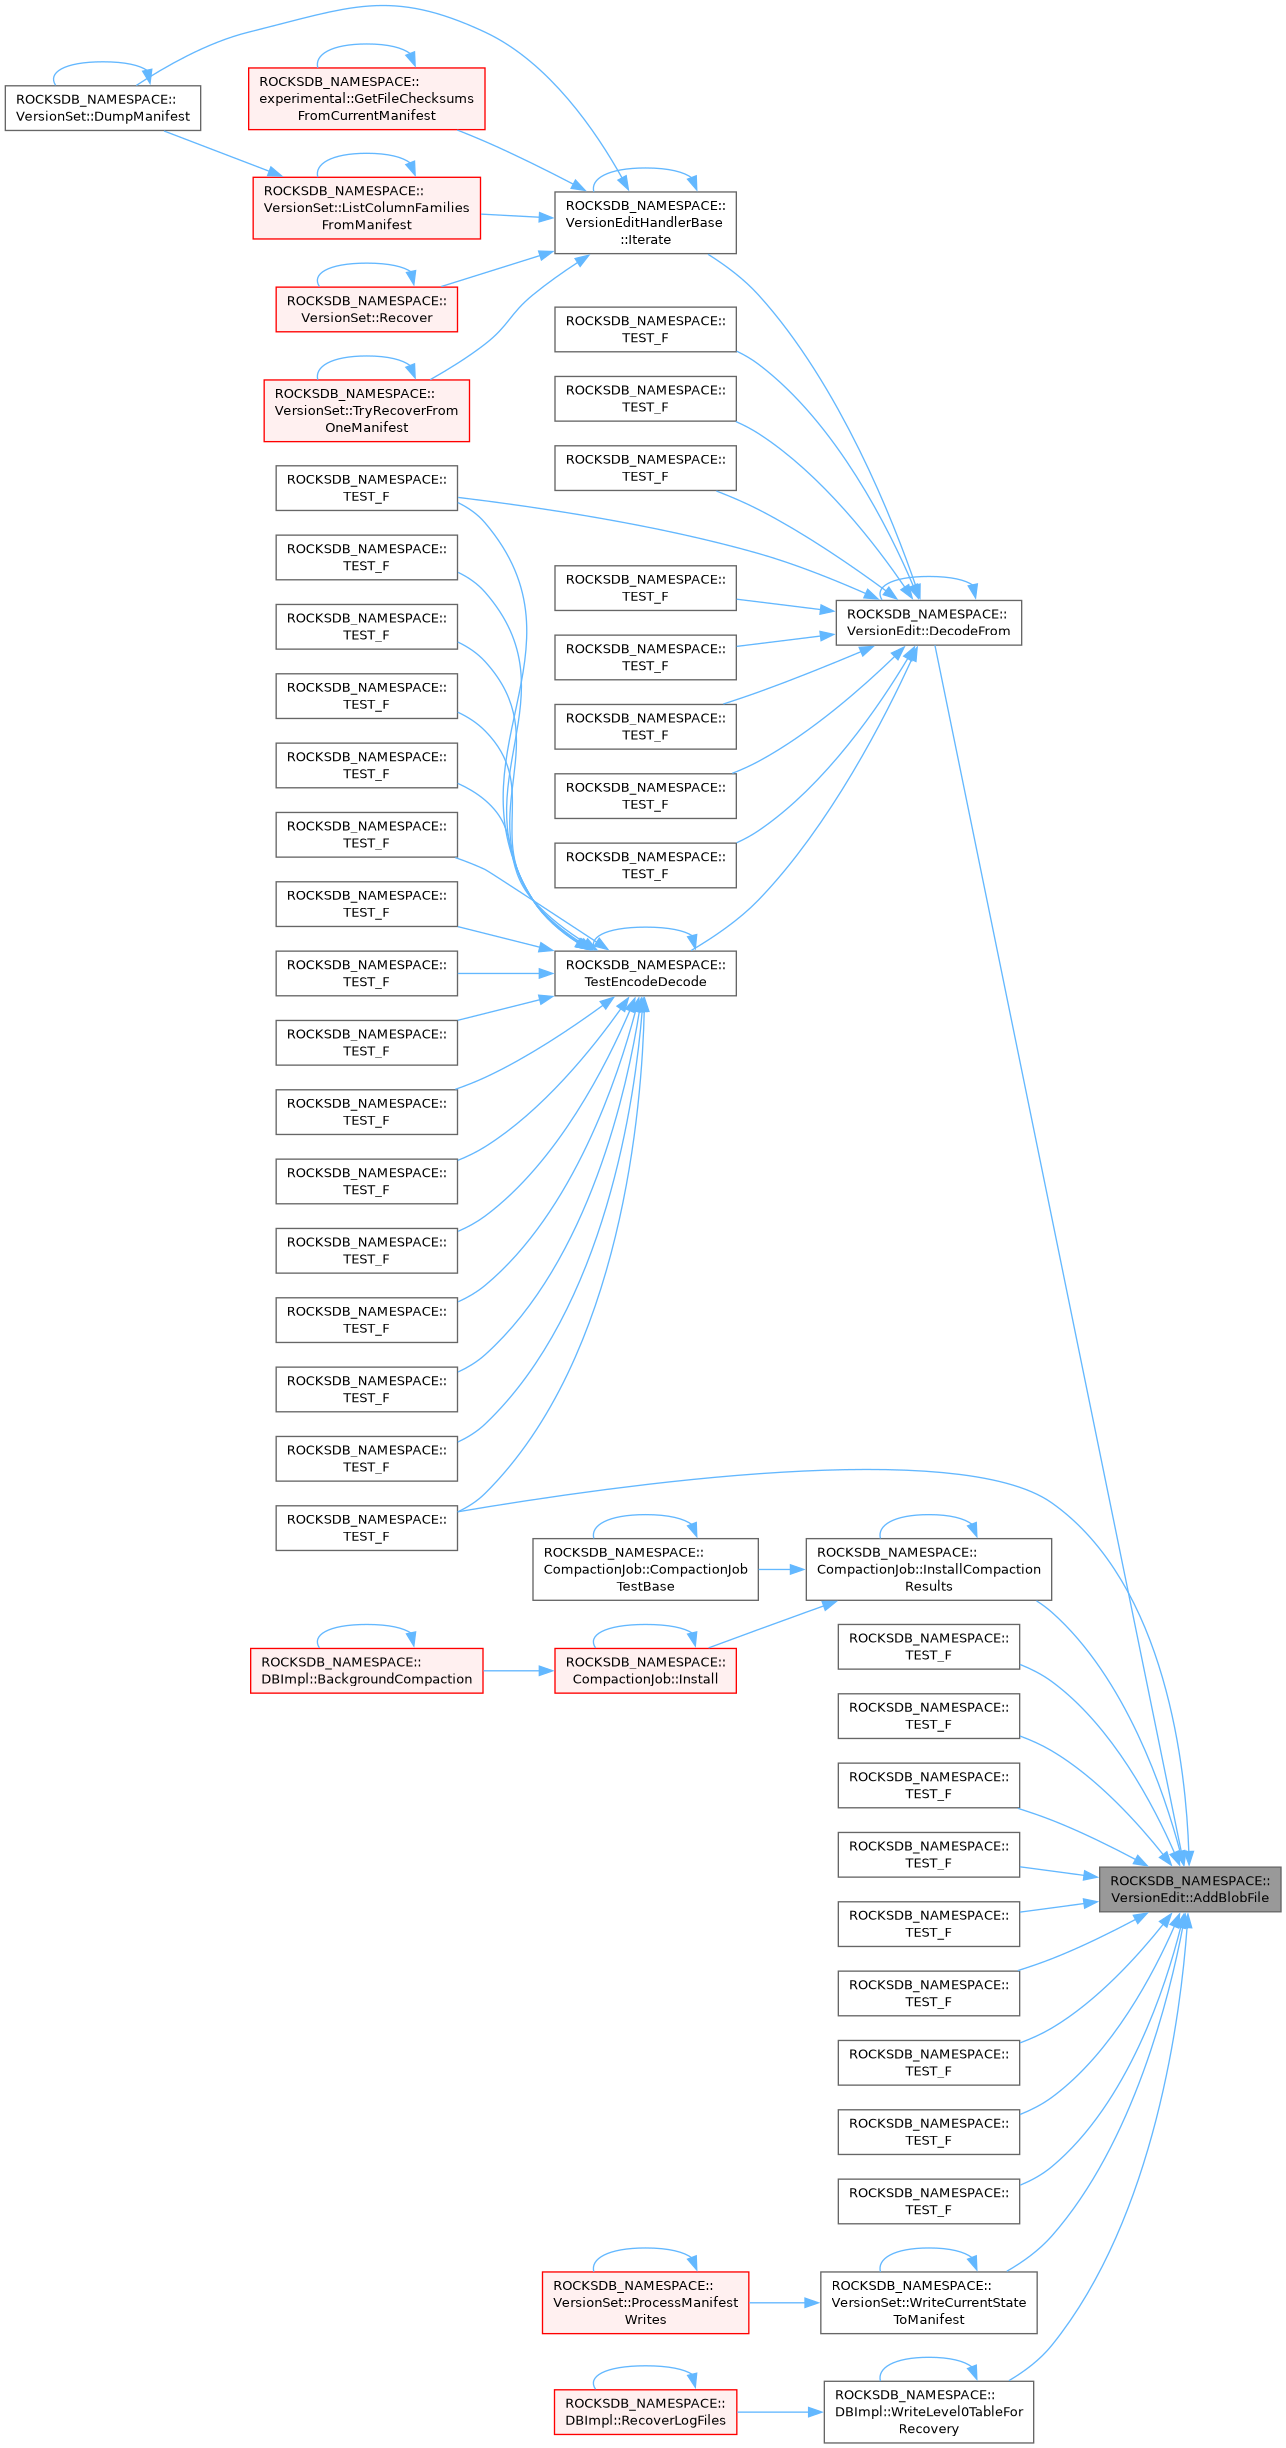 ROCKSDB_NAMESPACE::
VersionSet::DumpManifest
ROCKSDB_NAMESPACE::
experimental::GetFileChecksums
FromCurrentManifest
ROCKSDB_NAMESPACE::
VersionSet::ListColumnFamilies
FromManifest
ROCKSDB_NAMESPACE::
VersionEditHandlerBase
::Iterate
ROCKSDB_NAMESPACE::
VersionSet::Recover
ROCKSDB_NAMESPACE::
TEST_F
ROCKSDB_NAMESPACE::
VersionSet::TryRecoverFrom
OneManifest
ROCKSDB_NAMESPACE::
TEST_F
ROCKSDB_NAMESPACE::
TEST_F
ROCKSDB_NAMESPACE::
TEST_F
ROCKSDB_NAMESPACE::
TEST_F
ROCKSDB_NAMESPACE::
TEST_F
ROCKSDB_NAMESPACE::
TEST_F
ROCKSDB_NAMESPACE::
VersionEdit::DecodeFrom
ROCKSDB_NAMESPACE::
TEST_F
ROCKSDB_NAMESPACE::
TEST_F
ROCKSDB_NAMESPACE::
TEST_F
ROCKSDB_NAMESPACE::
TEST_F
ROCKSDB_NAMESPACE::
TEST_F
ROCKSDB_NAMESPACE::
TEST_F
ROCKSDB_NAMESPACE::
TEST_F
ROCKSDB_NAMESPACE::
TEST_F
ROCKSDB_NAMESPACE::
TEST_F
ROCKSDB_NAMESPACE::
TEST_F
ROCKSDB_NAMESPACE::
TestEncodeDecode
ROCKSDB_NAMESPACE::
TEST_F
ROCKSDB_NAMESPACE::
TEST_F
ROCKSDB_NAMESPACE::
TEST_F
ROCKSDB_NAMESPACE::
TEST_F
ROCKSDB_NAMESPACE::
TEST_F
ROCKSDB_NAMESPACE::
TEST_F
ROCKSDB_NAMESPACE::
TEST_F
ROCKSDB_NAMESPACE::
TEST_F
ROCKSDB_NAMESPACE::
TEST_F
ROCKSDB_NAMESPACE::
CompactionJob::CompactionJob
TestBase
ROCKSDB_NAMESPACE::
CompactionJob::InstallCompaction
Results
ROCKSDB_NAMESPACE::
TEST_F
ROCKSDB_NAMESPACE::
DBImpl::BackgroundCompaction
ROCKSDB_NAMESPACE::
CompactionJob::Install
ROCKSDB_NAMESPACE::
TEST_F
ROCKSDB_NAMESPACE::
TEST_F
ROCKSDB_NAMESPACE::
TEST_F
ROCKSDB_NAMESPACE::
VersionEdit::AddBlobFile
ROCKSDB_NAMESPACE::
TEST_F
ROCKSDB_NAMESPACE::
TEST_F
ROCKSDB_NAMESPACE::
TEST_F
ROCKSDB_NAMESPACE::
TEST_F
ROCKSDB_NAMESPACE::
TEST_F
ROCKSDB_NAMESPACE::
VersionSet::ProcessManifest
Writes
ROCKSDB_NAMESPACE::
VersionSet::WriteCurrentState
ToManifest
ROCKSDB_NAMESPACE::
DBImpl::RecoverLogFiles
ROCKSDB_NAMESPACE::
DBImpl::WriteLevel0TableFor
Recovery